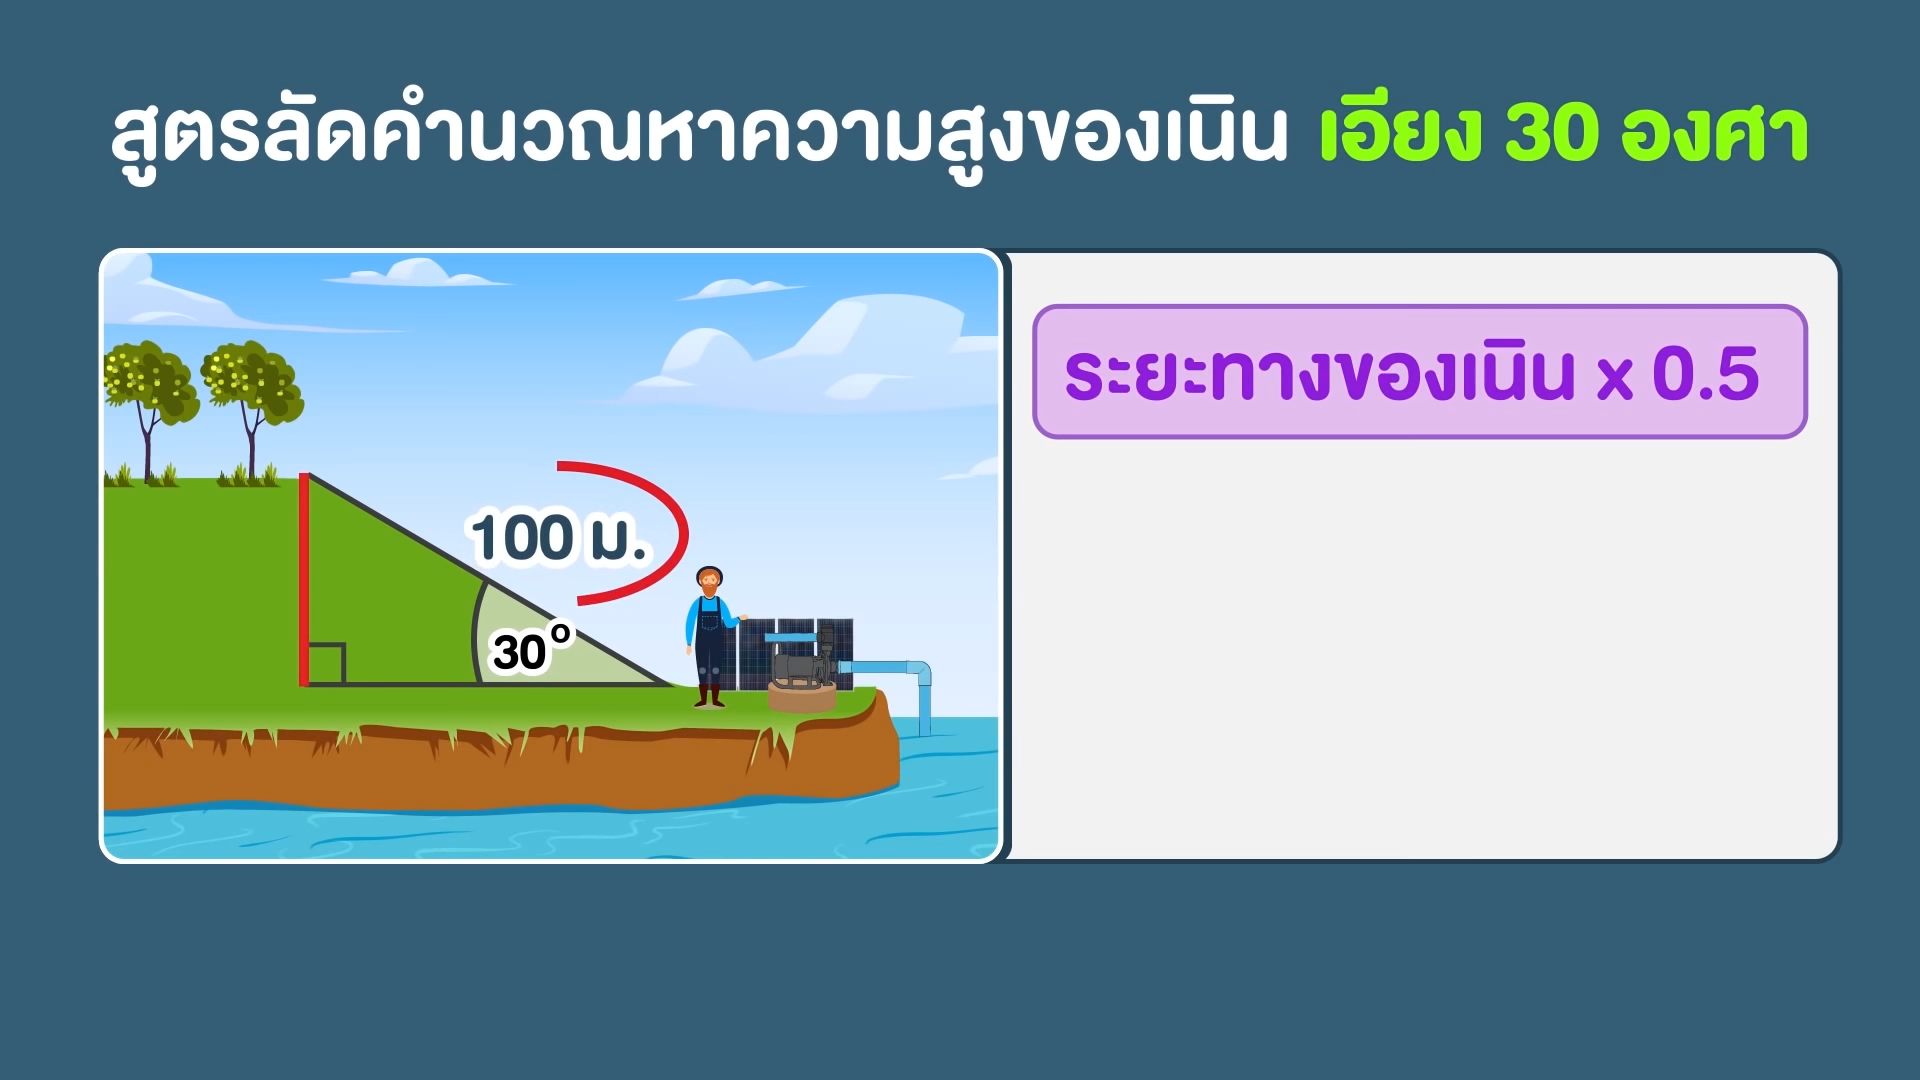 สูตรลัดคำนวณหาความสูงของเนิน เอียง 30 องศา
ระยะทางของเนิน x 0.5
100 ม.
30°